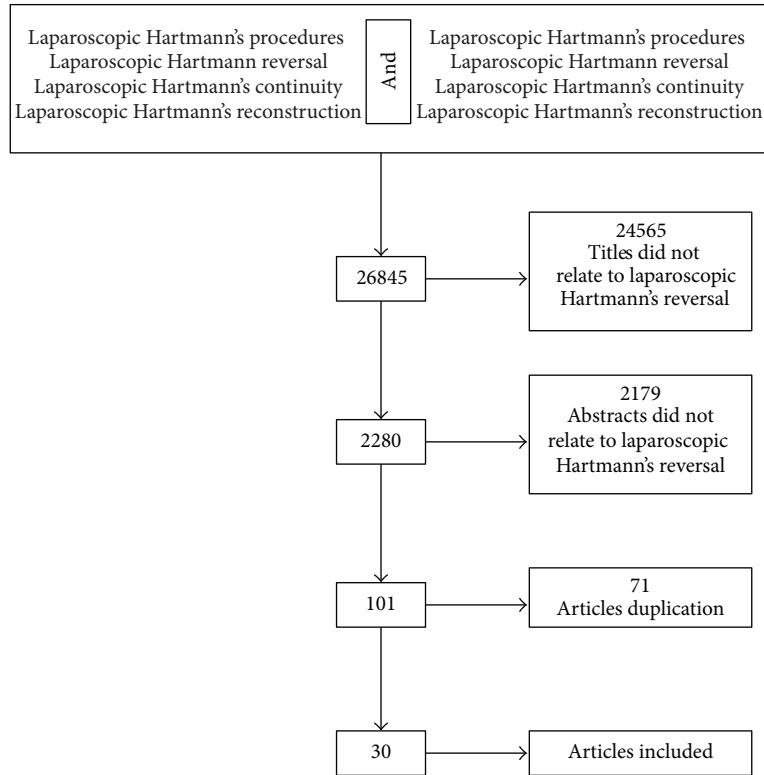 Laparoscopic Hartmann's procedures
Laparoscopic Hartmann reversal
Laparoscopic Hartmann's continuity
Laparoscopic Hartmann's reconstruction
And
Laparoscopic Hartmann's procedures
Laparoscopic Hartmann reversal
Laparoscopic Hartmann's continuity
Laparoscopic Hartmann's reconstruction
26845
24565
Titles did not
relate to laparoscopic
Hartmann's reversal
2280
2179
Abstracts did not
relate to laparoscopic
Hartmann's reversal
101
71
Articles duplication
30
Articles included